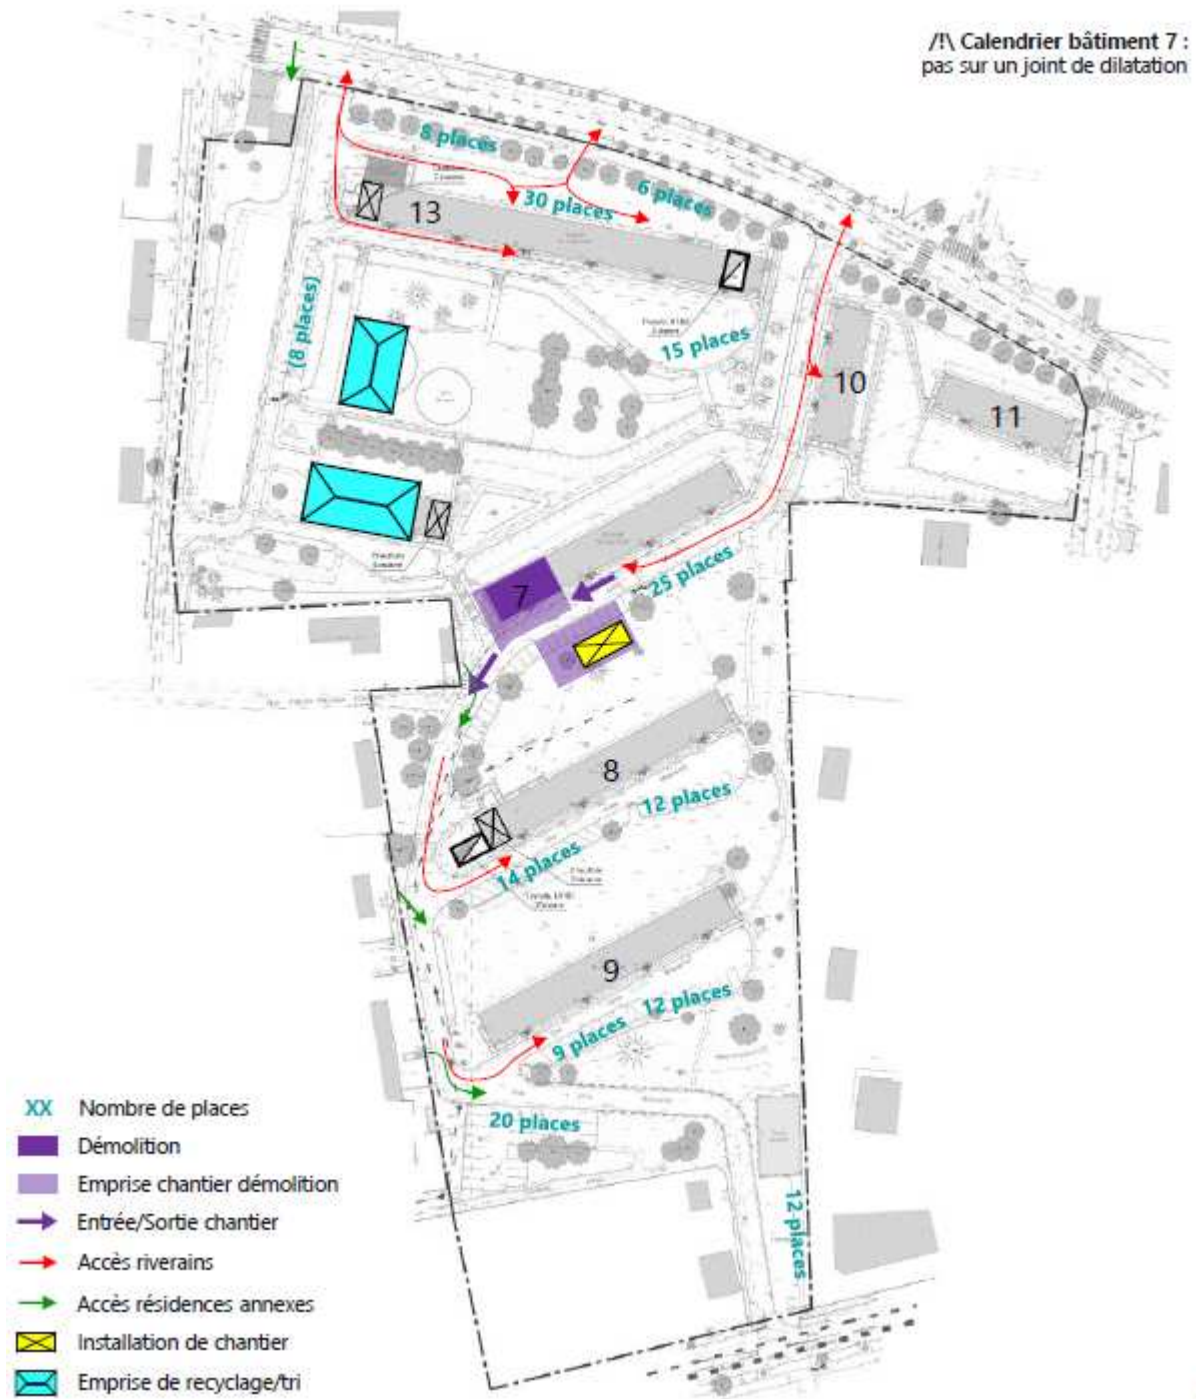 /!\ Calendrier bâtiment 7 :
pas sur un joint de dilatation
8 places
6 places
30 places
13
(8 places)
15 places
10
11
7
25 places
8
12 places
14 places
9
12 places
9 places
20 places
12 places
XX Nombre de places
Démolition
Emprise chantier démolition
Entrée/Sortie chantier
Accès riverains
Accès résidences annexes
Installation de chantier
Emprise de recyclage/tri